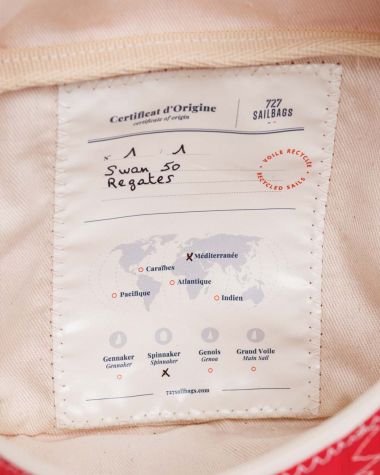 Certificat d'Origine
certificate of origin
727
SAILBAGS
VOILE RECYCLÉE
RECYCLED SAILS
1 1
Swan 50
Regates
x Méditerranée
Caraïbes
Atlantique
Pacifique
Indien
Gennaker Spinnaker Genois Grand Voile
Gennaker Spinnaker Genoa Main Sail
x
727sailbags.com